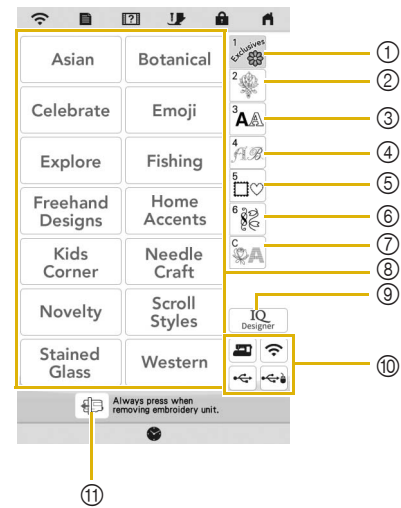 Asian
Botanical
Celebrate
Emoji
Explore
Fishing
Freehand
Designs
Home
Accents
Kids
Corner
Needle
Craft
Novelty
Scroll
Styles
Stained
Glass
Western
1
Exclusives
2
3
AA
4
AB
5
6
C
A
IQ
Designer
Always press when
removing embroidery unit.
①
②
③
④
⑤
⑥
⑦
⑧
⑨
⑩
⑪